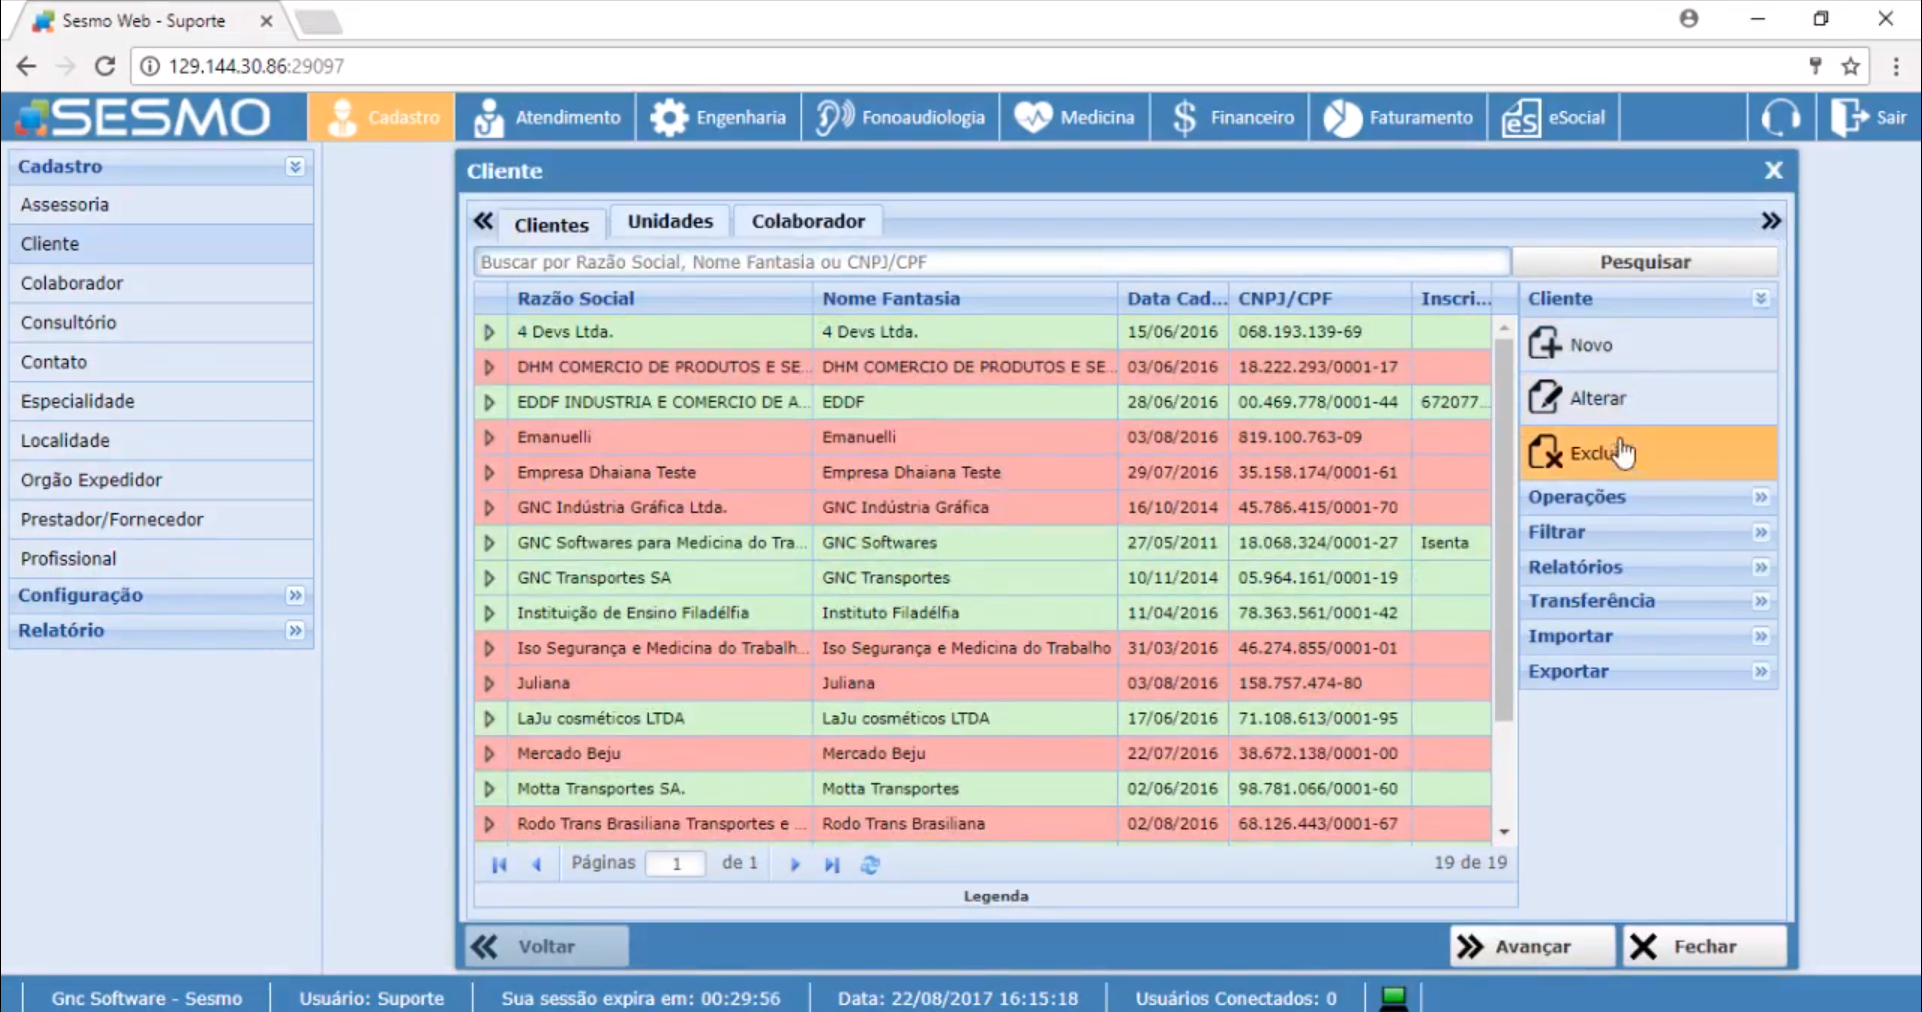 Sesmo Web - Suporte
129.144.30.86:29097
SESMO
Cadastro
Atendimento
Engenharia
Fonoaudiologia
Medicina
Financeiro
Faturamento
eSocial
Sair
Cadastro
Assessoria
Cliente
Colaborador
Consultório
Contato
Especialidade
Localidade
Orgão Expedidor
Prestador/Fornecedor
Profissional
Configuração
Relatório
Cliente
Clientes Unidades Colaborador
Buscar por Razão Social, Nome Fantasia ou CNPJ/CPF
Pesquisar
Razão Social Nome Fantasia Data Cad... CNPJ/CPF Inscri...
4 Devs Ltda. 4 Devs Ltda. 15/06/2016 068.193.139-69
DHM COMERCIO DE PRODUTOS E SE... DHM COMERCIO DE PRODUTOS E SE... 03/06/2016 18.222.293/0001-17
EDDF INDUSTRIA E COMERCIO DE A... EDDF 28/06/2016 00.469.778/0001-44 672077...
Emanuelli Emanuelli 03/08/2016 819.100.763-09
Empresa Dhaiana Teste Empresa Dhaiana Teste 29/07/2016 35.158.174/0001-61
GNC Indústria Gráfica Ltda. GNC Indústria Gráfica 16/10/2014 45.786.415/0001-70
GNC Softwares para Medicina do Tra... GNC Softwares 27/05/2011 18.068.324/0001-27 Isenta
GNC Transportes SA GNC Transportes 10/11/2014 05.964.161/0001-19
Instituição de Ensino Filadélfia Instituto Filadélfia 11/04/2016 78.363.561/0001-42
Iso Segurança e Medicina do Trabalh... Iso Segurança e Medicina do Trabalho 31/03/2016 46.274.855/0001-01
Juliana Juliana 03/08/2016 158.757.474-80
LaJu cosméticos LTDA LaJu cosméticos LTDA 17/06/2016 71.108.613/0001-95
Mercado Beju Mercado Beju 22/07/2016 38.672.138/0001-00
Motta Transportes SA. Motta Transportes 02/06/2016 98.781.066/0001-60
Rodo Trans Brasiliana Transportes e ... Rodo Trans Brasiliana 02/08/2016 68.126.443/0001-67
Páginas 1 de 1
19 de 19
Legenda
Cliente
Novo
Alterar
Operações
Filtrar
Relatórios
Transferência
Importar
Exportar
Voltar
Avançar
Fechar
Gnc Software - Sesmo
Usuário: Suporte
Sua sessão expira em: 00:29:56
Data: 22/08/2017 16:15:18
Usuários Conectados: 0